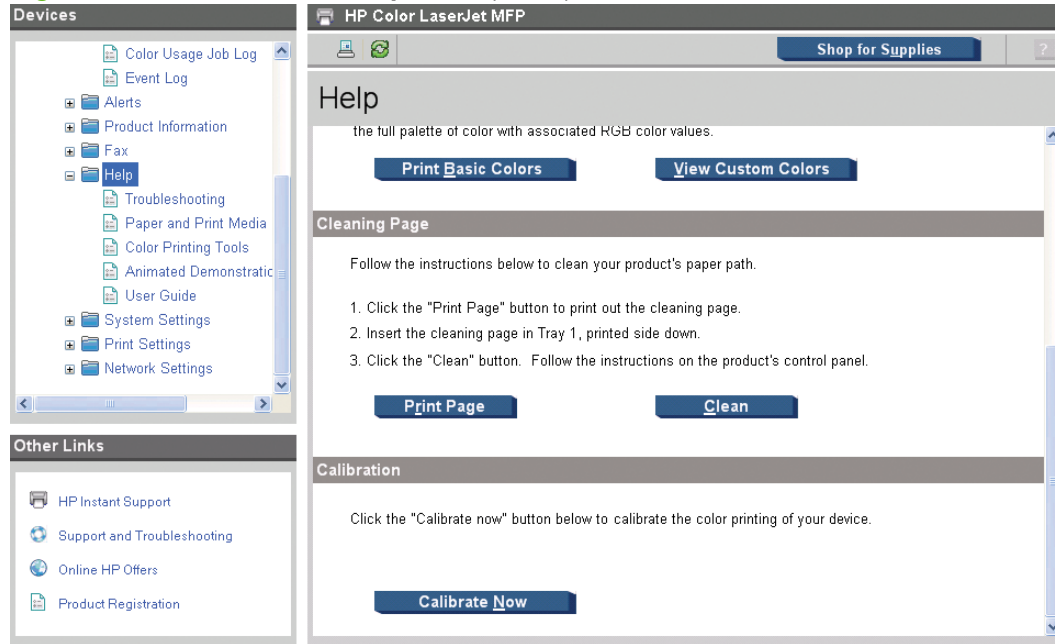 Devices
Color Usage Job Log
Event Log
Alerts
Product Information
Fax
Help
Troubleshooting
Paper and Print Media
Color Printing Tools
Animated Demonstratic
User Guide
System Settings
Print Settings
Network Settings
Other Links
HP Instant Support
Support and Troubleshooting
Online HP Offers
Product Registration
HP Color LaserJet MFP
Shop for Supplies
?
Help
the full palette of color with associated RGB color values.
Print Basic Colors
View Custom Colors
Cleaning Page
Follow the instructions below to clean your product's paper path.
1. Click the "Print Page" button to print out the cleaning page.
2. Insert the cleaning page in Tray 1, printed side down.
3. Click the "Clean" button. Follow the instructions on the product's control panel.
Print Page
Clean
Calibration
Click the "Calibrate now" button below to calibrate the color printing of your device.
Calibrate Now